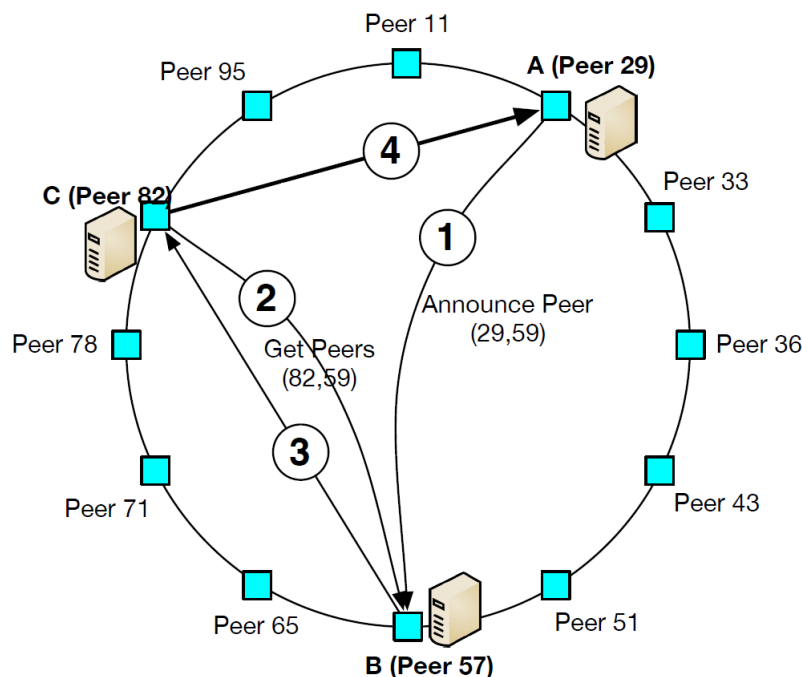 Peer 11
A (Peer 29)
Peer 95
4
Peer 33
C (Peer 82)
1
2
Announce Peer
(29,59)
Get Peers
(82,59)
Peer 78
Peer 36
3
Peer 71
Peer 43
Peer 65
Peer 51
B (Peer 57)